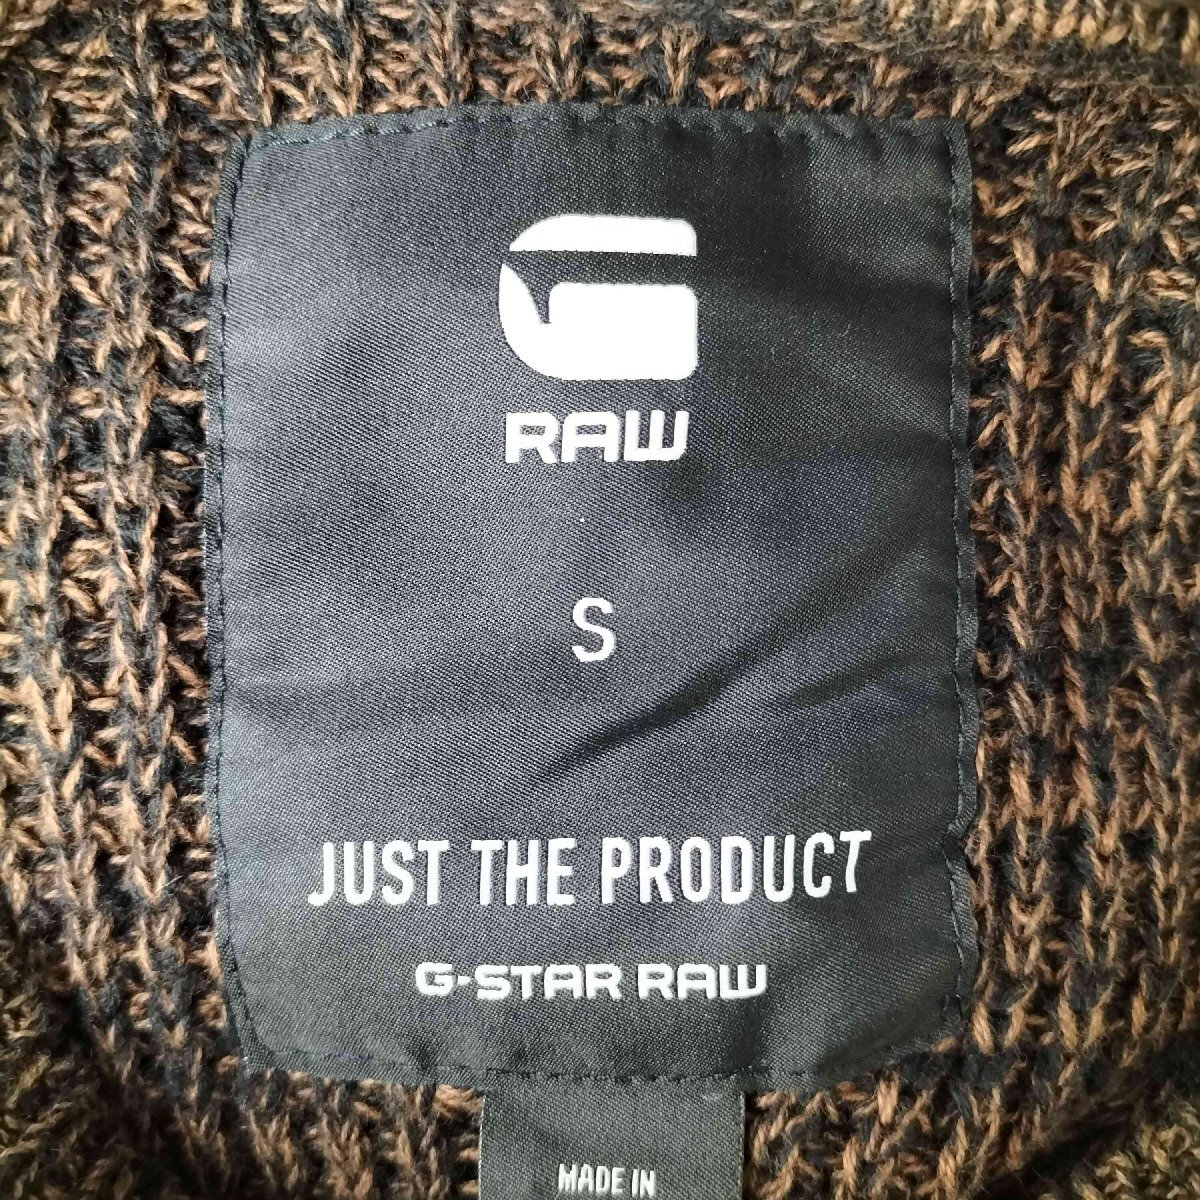 G
RAW
S
JUST THE PRODUCT
G-STAR RAW
MADE IN